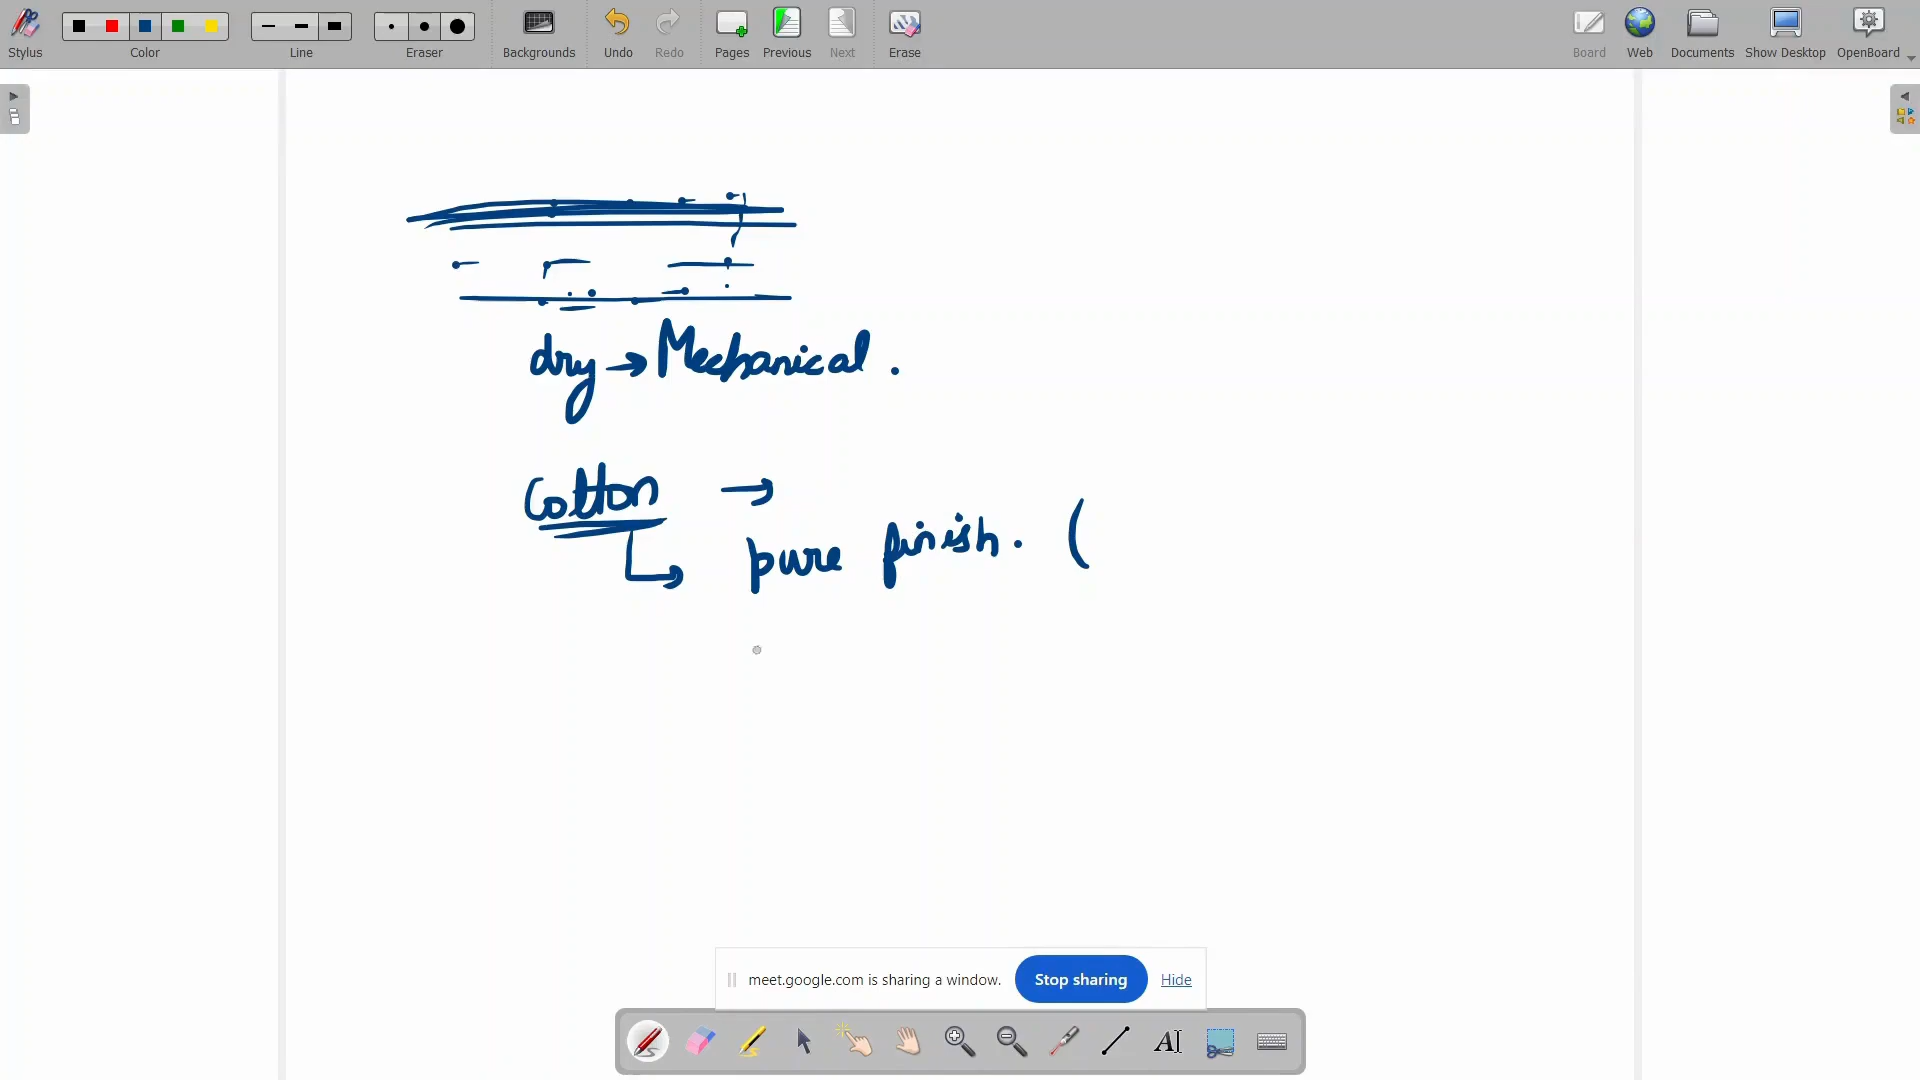 Stylus
Color
Line
Eraser
Backgrounds
Undo
Redo
Pages
Previous
Next
Erase
Board
Web
Documents
Show Desktop
OpenBoard
dry → Mechanical .
Cotton →
pure finish. (
meet.google.com is sharing a window.
Stop sharing
Hide